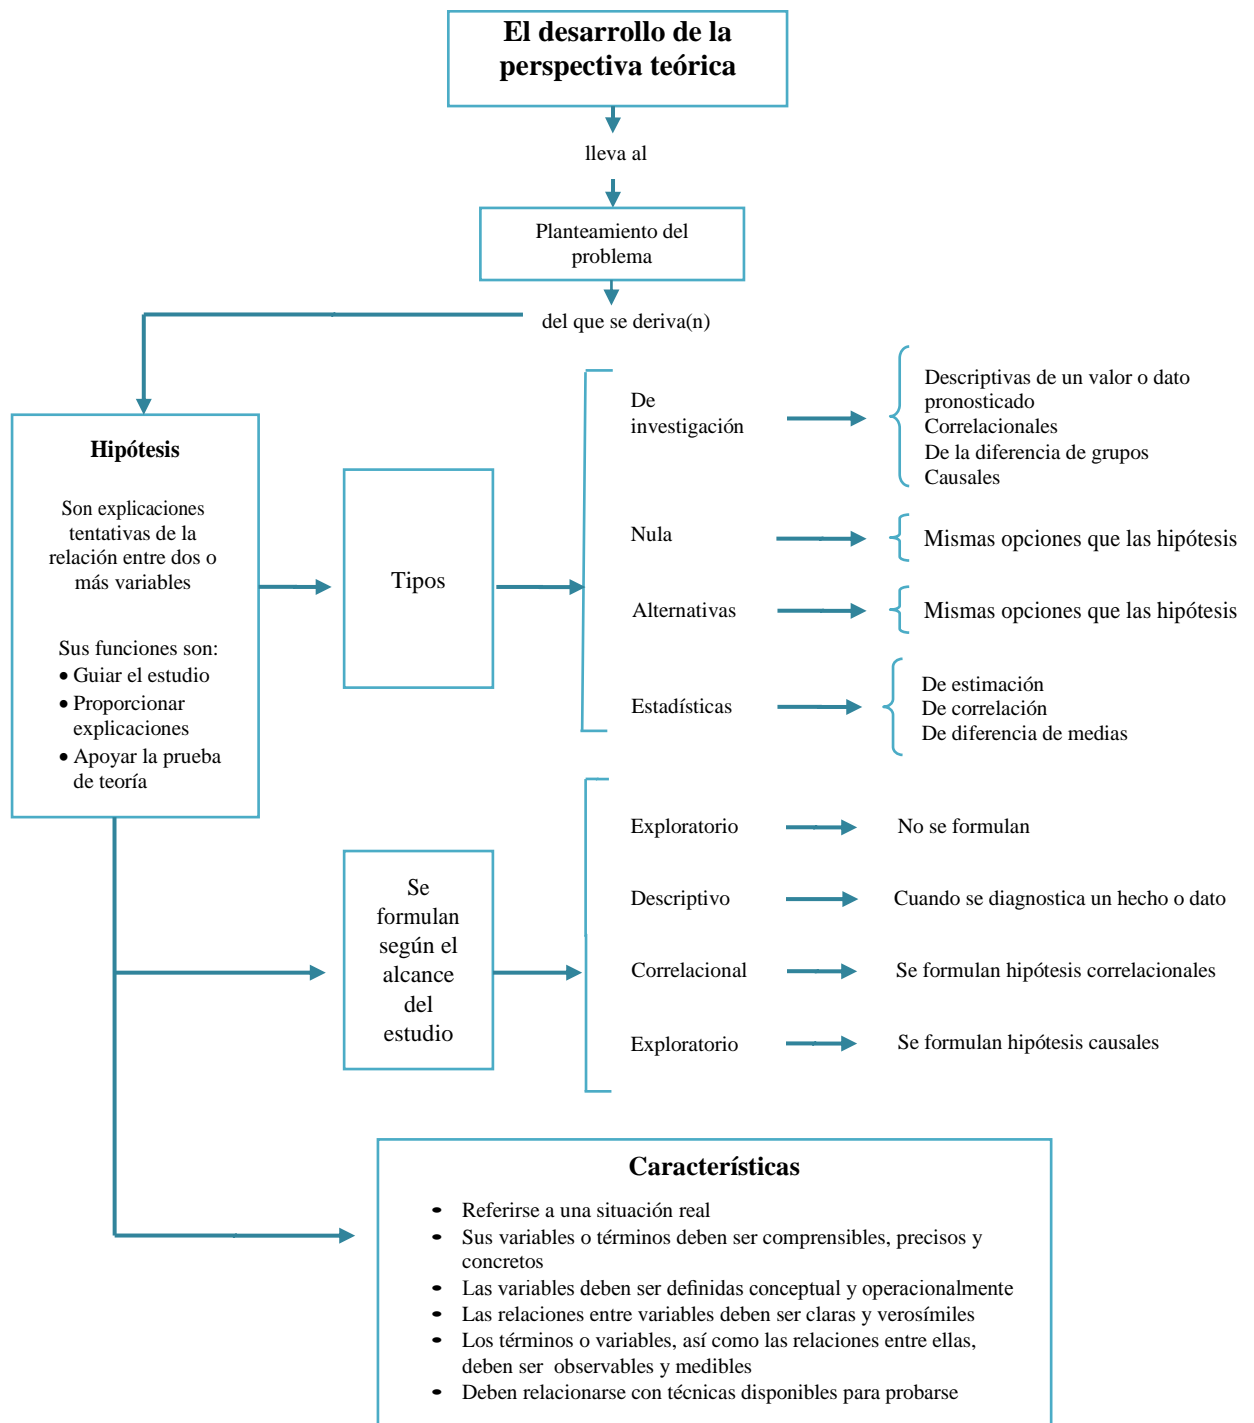 El desarrollo de la
perspectiva teórica
lleva al
Planteamiento del
problema
del que se deriva(n)
Hipótesis
Son explicaciones
tentativas de la
relación entre dos o
más variables
Sus funciones son:
• Guiar el estudio
• Proporcionar
explicaciones
• Apoyar la prueba
de teoría
Tipos
De
investigación
Descriptivas de un valor o dato
pronosticado
Correlacionales
De la diferencia de grupos
Causales
Nula
Mismas opciones que las hipótesis
Alternativas
Mismas opciones que las hipótesis
Estadísticas
De estimación
De correlación
De diferencia de medias
Se
formulan
según el
alcance
del
estudio
Exploratorio
No se formulan
Descriptivo
Cuando se diagnostica un hecho o dato
Correlacional
Se formulan hipótesis correlacionales
Exploratorio
Se formulan hipótesis causales
Características
• Referirse a una situación real
• Sus variables o términos deben ser comprensibles, precisos y
concretos
• Las variables deben ser definidas conceptual y operacionalmente
• Las relaciones entre variables deben ser claras y verosímiles
• Los términos o variables, así como las relaciones entre ellas,
deben ser observables y medibles
• Deben relacionarse con técnicas disponibles para probarse